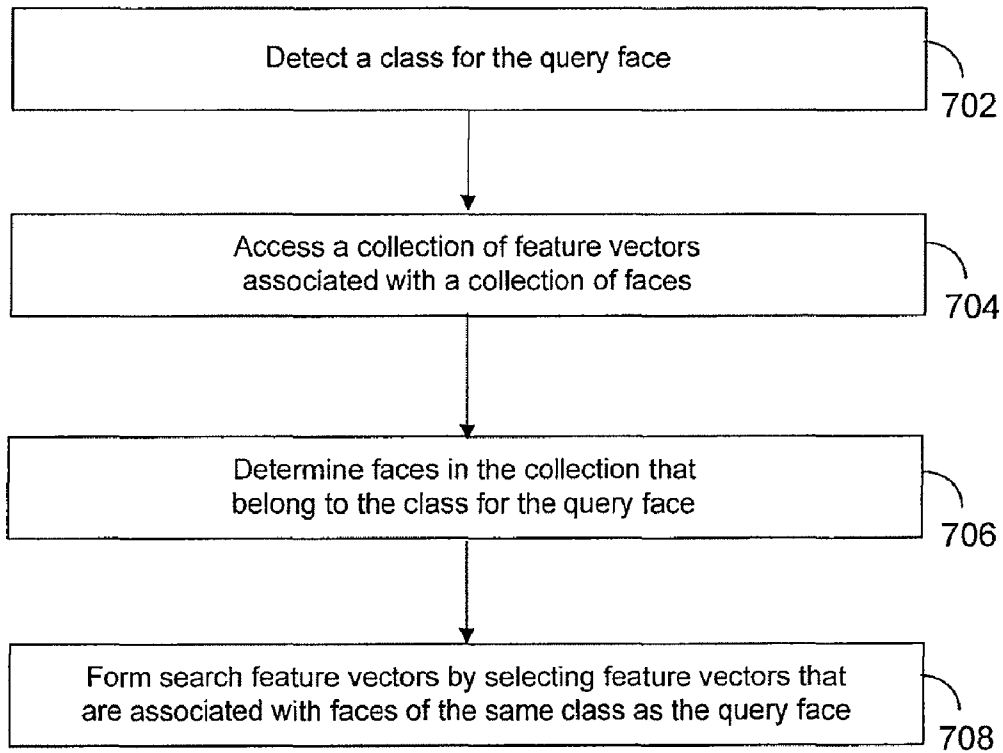 Detect a class for the query face
702
Access a collection of feature vectors
associated with a collection of faces
704
Determine faces in the collection that
belong to the class for the query face
706
Form search feature vectors by selecting feature vectors that
are associated with faces of the same class as the query face
708